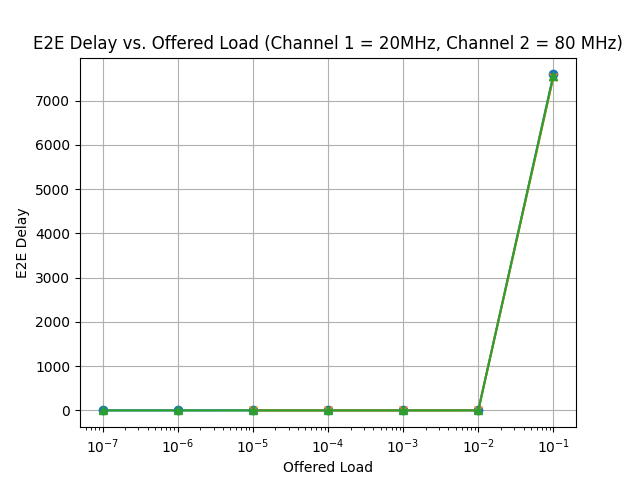 E2E Delay vs. Offered Load (Channel 1 = 20MHz, Channel 2 = 80 MHz)
7000
6000
5000
4000
3000
2000
1000
0
E2E Delay
10⁻⁷ 10⁻⁶ 10⁻⁵ 10⁻⁴ 10⁻³ 10⁻² 10⁻¹
Offered Load